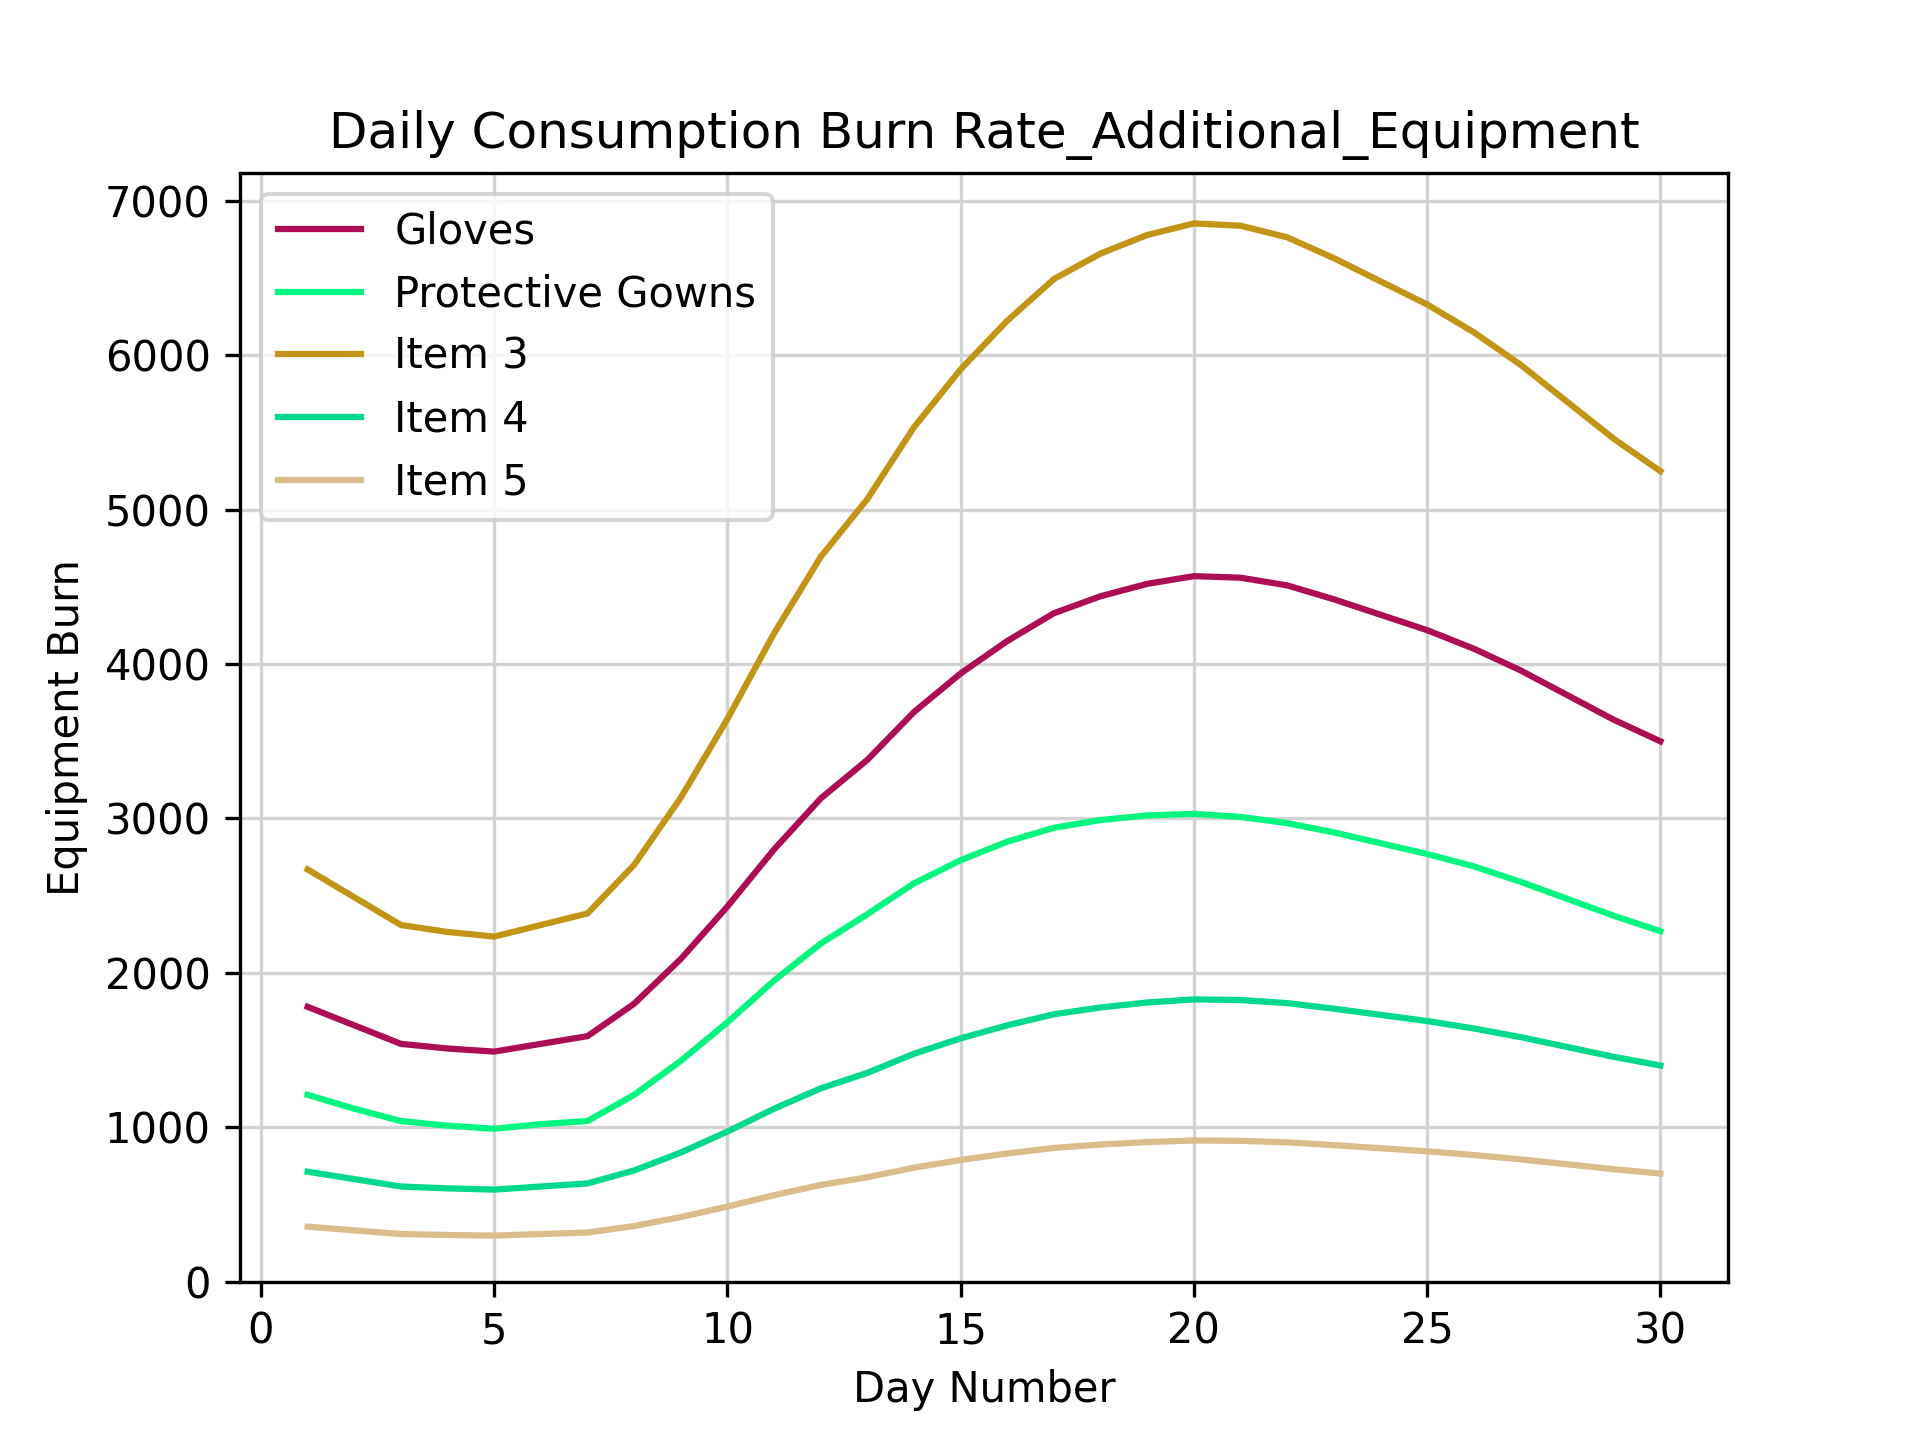 Daily Consumption Burn Rate_Additional_Equipment
7000
6000
5000
4000
3000
2000
1000
0
Equipment Burn
Gloves
Protective Gowns
Item 3
Item 4
Item 5
0 5 10 15 20 25 30
Day Number